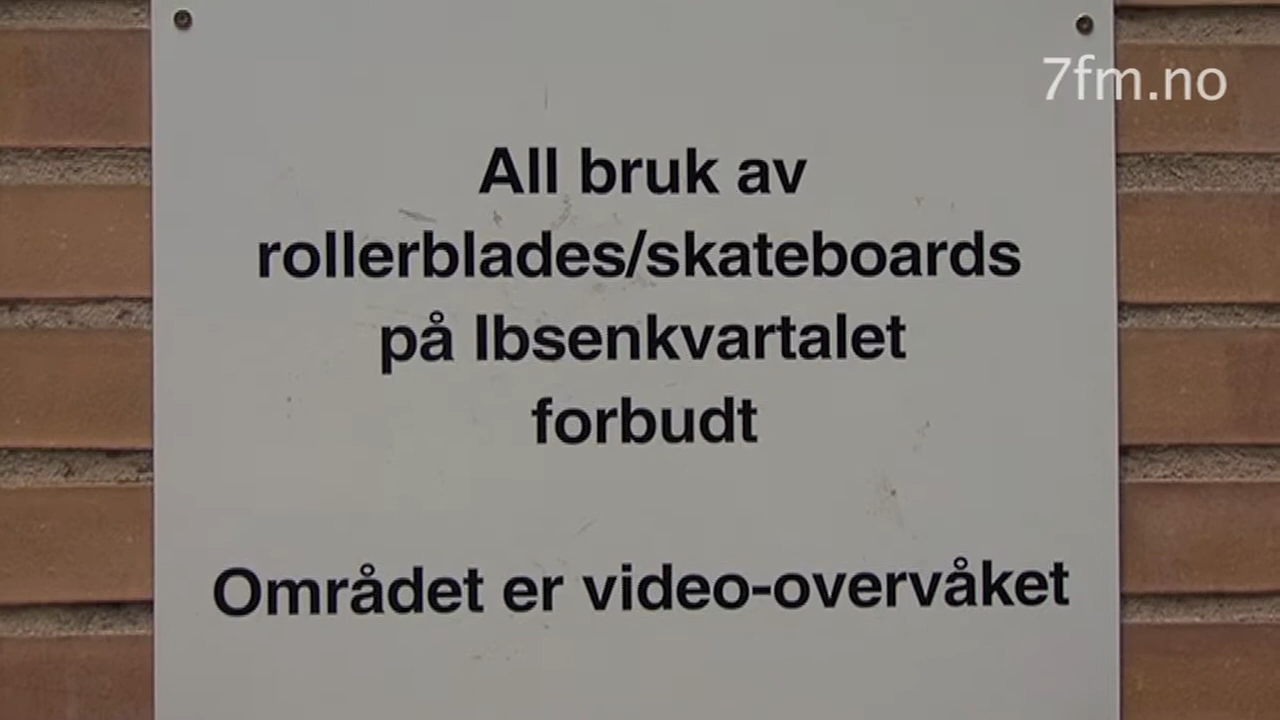 7fm.no
All bruk av
rollerblades/skateboards
på Ibsenkvartalet
forbudt
Området er video-overvåket